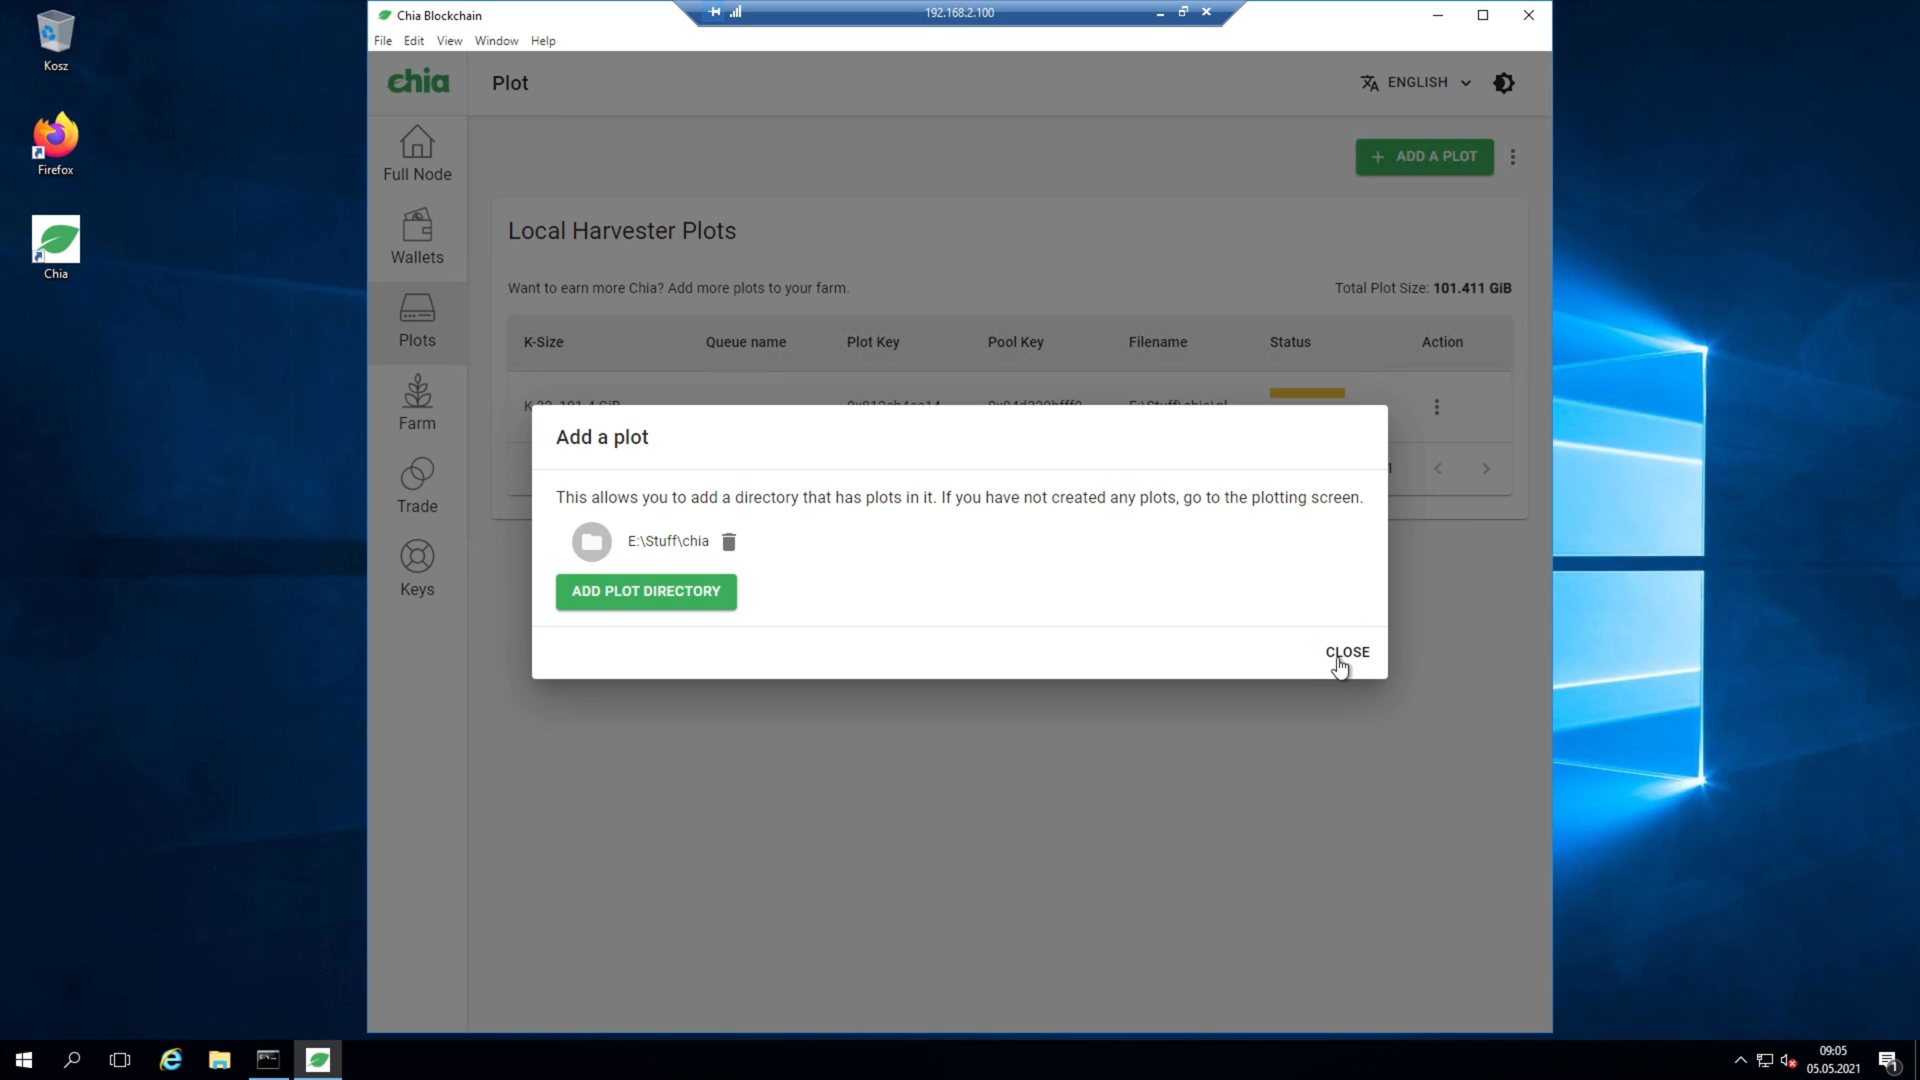 Kosz
Firefox
Chia
Chia Blockchain
192.168.2.100
File Edit View Window Help
chia
Plot
ENGLISH
Full Node
Wallets
Plots
Farm
Trade
Keys
+ ADD A PLOT
Local Harvester Plots
Want to earn more Chia? Add more plots to your farm.
Total Plot Size: 101.411 GiB
K-Size Queue name Plot Key Pool Key Filename Status Action
Add a plot
This allows you to add a directory that has plots in it. If you have not created any plots, go to the plotting screen.
E:\Stuff\chia
ADD PLOT DIRECTORY
CLOSE
09:05
05.05.2021
1